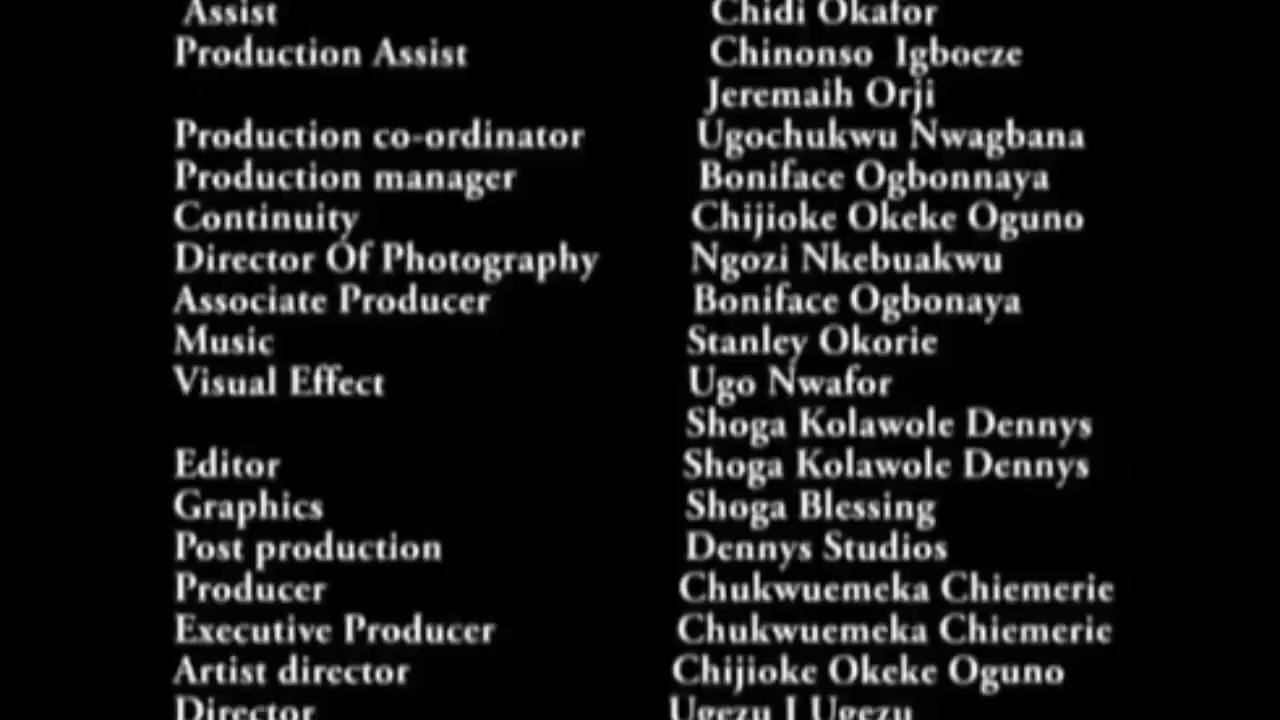 Assist Chidi Okafor
Production Assist Chinonso Igboeze
Jeremaih Orji
Production co-ordinator Ugochukwu Nwagbana
Production manager Boniface Ogbonnaya
Continuity Chijioke Okeke Oguno
Director Of Photography Ngozi Nkebuakwu
Associate Producer Boniface Ogbonaya
Music Stanley Okorie
Visual Effect Ugo Nwafor
Shoga Kolawole Dennys
Editor Shoga Kolawole Dennys
Graphics Shoga Blessing
Post production Dennys Studios
Producer Chukwuemeka Chiemerie
Executive Producer Chukwuemeka Chiemerie
Artist director Chijioke Okeke Oguno
Director Ugezu J Ugezu